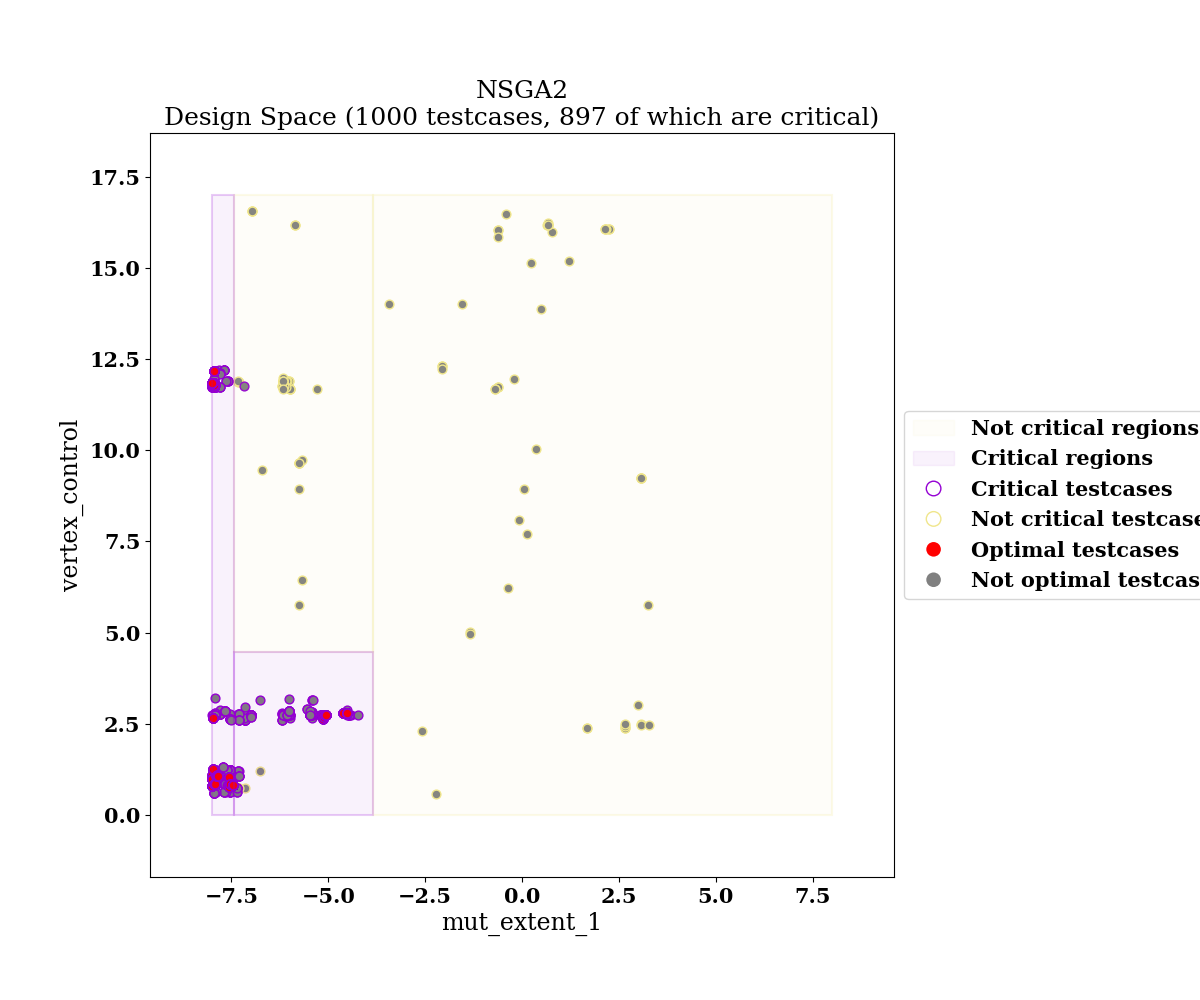 NSGA2
Design Space (1000 testcases, 897 of which are critical)
17.5
15.0
12.5
10.0
7.5
5.0
2.5
0.0
vertex_control
−7.5
−5.0
−2.5
0.0
2.5
5.0
7.5
mut_extent_1
Not critical regions
Critical regions
Critical testcases
Not critical testcase
Optimal testcases
Not optimal testcas